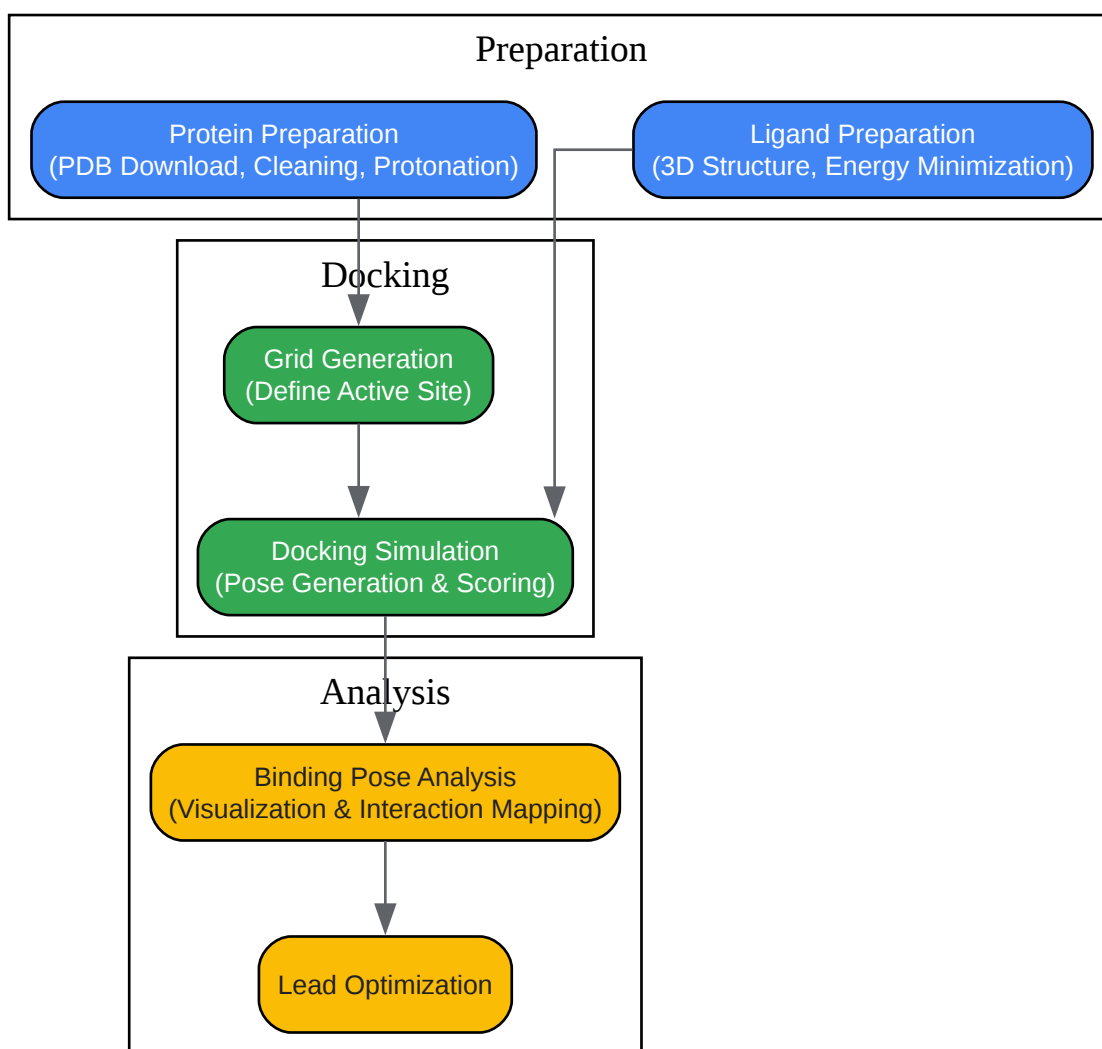 Preparation
Protein Preparation
(PDB Download, Cleaning, Protonation)
Ligand Preparation
(3D Structure, Energy Minimization)
Docking
Grid Generation
(Define Active Site)
Docking Simulation
(Pose Generation & Scoring)
Analysis
Binding Pose Analysis
(Visualization & Interaction Mapping)
Lead Optimization